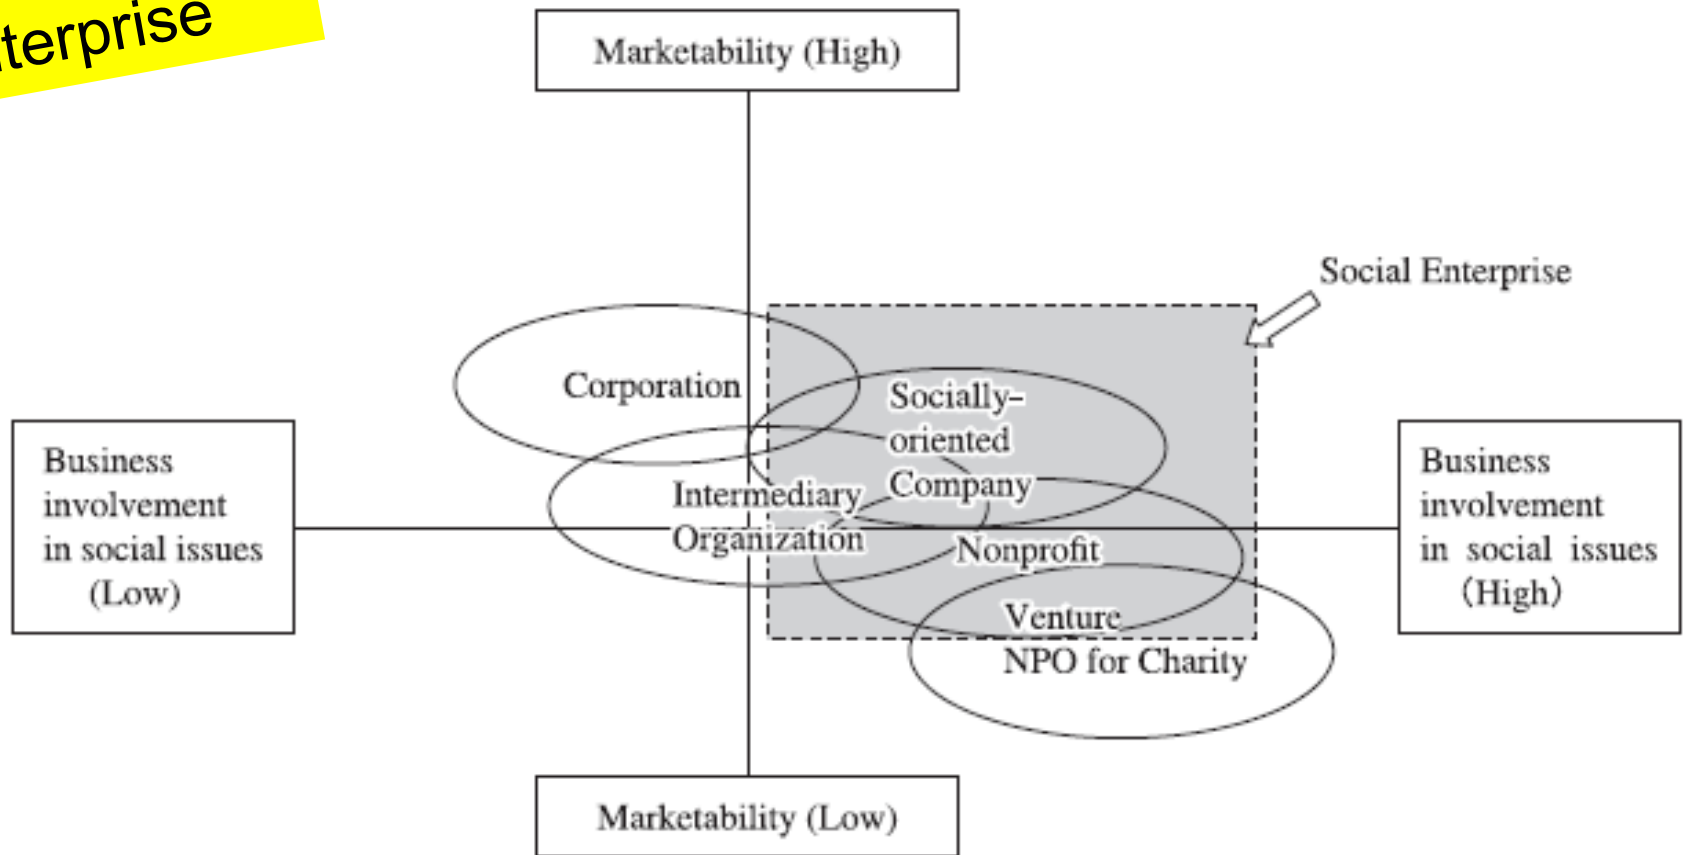 terprise
Marketability (High)
Social Enterprise
Corporation
Socially–
oriented
Company
Business
involvement
in social issues
(Low)
Intermediary
Organization
Nonprofit
Venture
NPO for Charity
Business
involvement
in social issues
(High)
Marketability (Low)